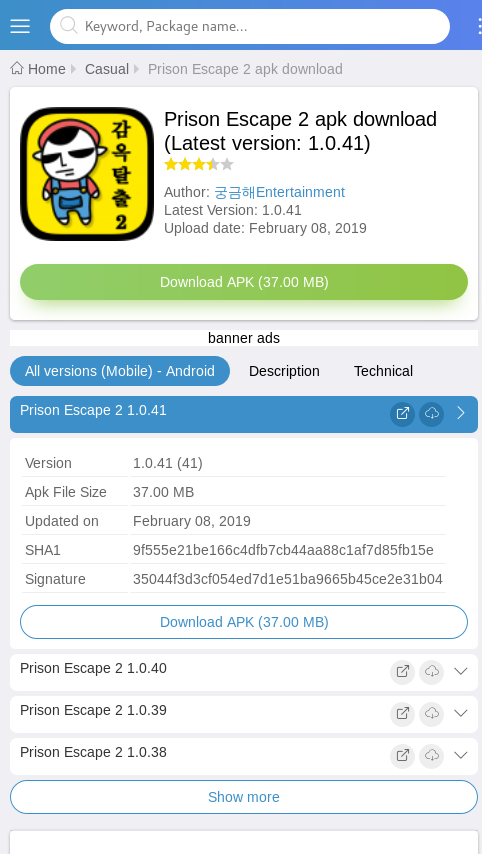 Keyword, Package name...
Home Casual Prison Escape 2 apk download
감옥탈출2
Prison Escape 2 apk download
(Latest version: 1.0.41)
Author: 궁금해Entertainment
Latest Version: 1.0.41
Upload date: February 08, 2019
Download APK (37.00 MB)
banner ads
All versions (Mobile) - Android Description Technical
Prison Escape 2 1.0.41
Version 1.0.41 (41)
Apk File Size 37.00 MB
Updated on February 08, 2019
SHA1 9f555e21be166c4dfb7cb44aa88c1af7d85fb15e
Signature 35044f3d3cf054ed7d1e51ba9665b45ce2e31b04
Download APK (37.00 MB)
Prison Escape 2 1.0.40
Prison Escape 2 1.0.39
Prison Escape 2 1.0.38
Show more